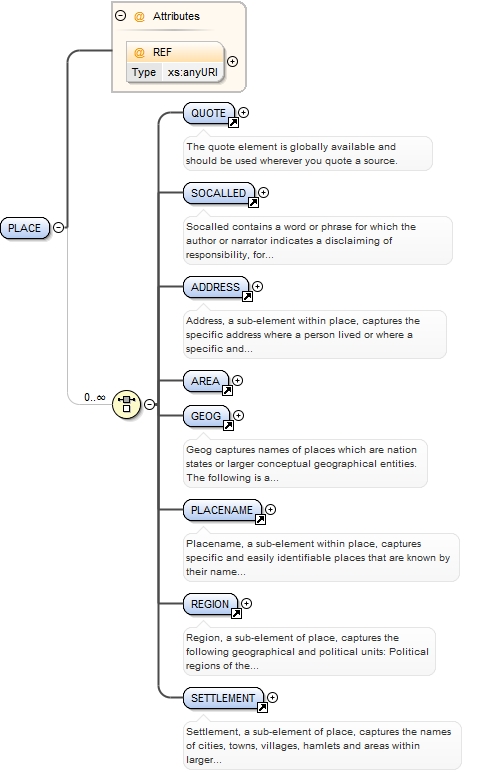 Attributes
@ REF
Type xs:anyURI
QUOTE
The quote element is globally available and
should be used wherever you quote a source.
SOCALLED
Socalled contains a word or phrase for which the
author or narrator indicates a disclaiming of
responsibility, for...
PLACE
ADDRESS
Address, a sub-element within place, captures the
specific address where a person lived or where a
specific and...
0..∞
AREA
GEOG
Geog captures names of places which are nation
states or larger conceptual geographical entities.
The following is a...
PLACENAME
Placename, a sub-element within place, captures
specific and easily identifiable places that are known by
their name...
REGION
Region, a sub-element of place, captures the
following geographical and political units: Political
regions of the...
SETTLEMENT
Settlement, a sub-element of place, captures the names
of cities, towns, villages, hamlets and areas within
larger...